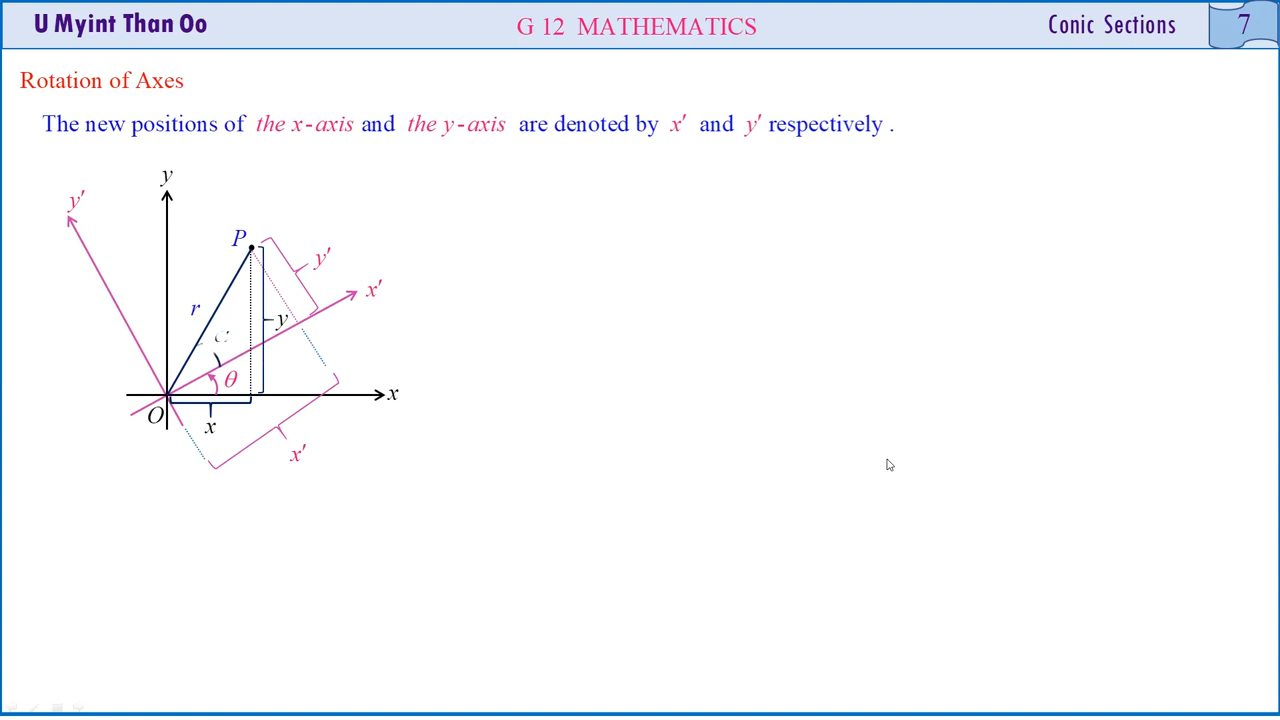 U Myint Than Oo
G 12 MATHEMATICS
Conic Sections
7
Rotation of Axes
The new positions of the x-axis and the y-axis are denoted by x′ and y′ respectively .
y
y′
P
y′
x′
r
y
θ
x
O
x
x′